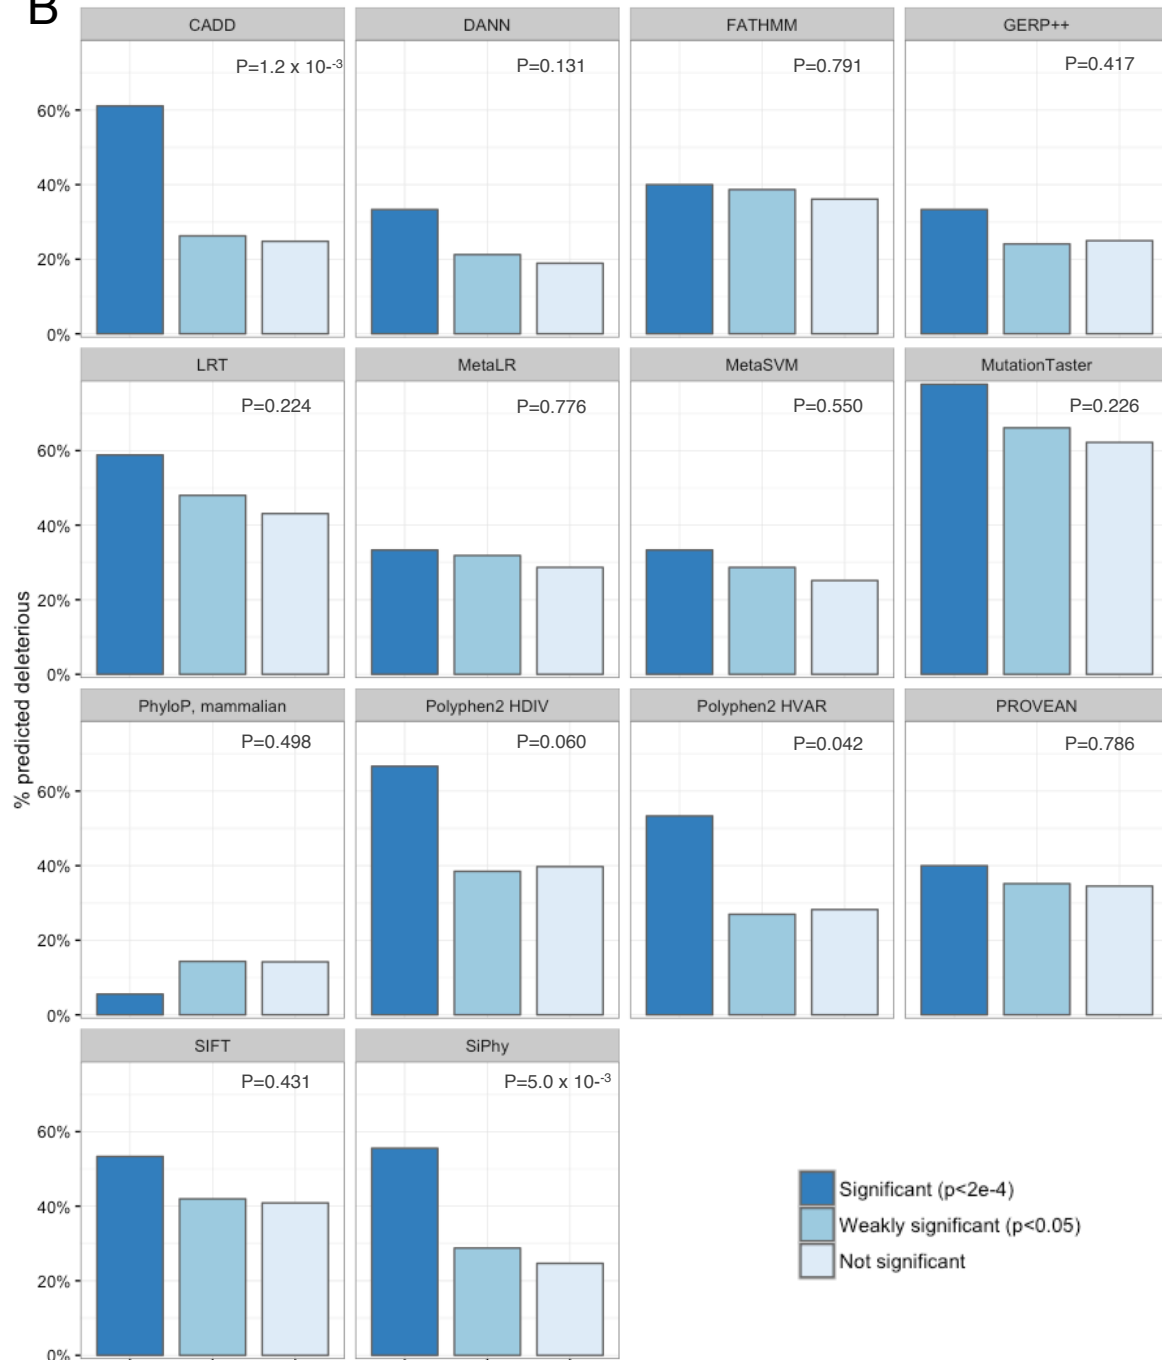 B
CADD DANN FATHMM GERP++
P=1.2 x 10-⁻³ P=0.131 P=0.791 P=0.417
60%
40%
20%
0%
LRT MetaLR MetaSVM MutationTaster
P=0.224 P=0.776 P=0.550 P=0.226
60%
40%
20%
0%
% predicted deleterious
PhyloP, mammalian Polyphen2 HDIV Polyphen2 HVAR PROVEAN
P=0.498 P=0.060 P=0.042 P=0.786
60%
40%
20%
0%
SIFT SiPhy
P=0.431 P=5.0 x 10-⁻³
60%
40%
20%
0%
Significant (p<2e-4)
Weakly significant (p<0.05)
Not significant